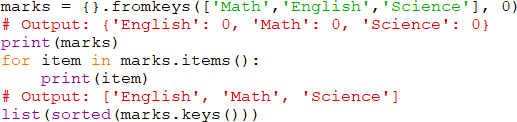 marks = {}.fromkeys(['Math','English','Science'], 0)
# Output: {'English': 0, 'Math': 0, 'Science': 0}
print(marks)
for item in marks.items():
    print(item)
# Output: ['English', 'Math', 'Science']
list(sorted(marks.keys()))